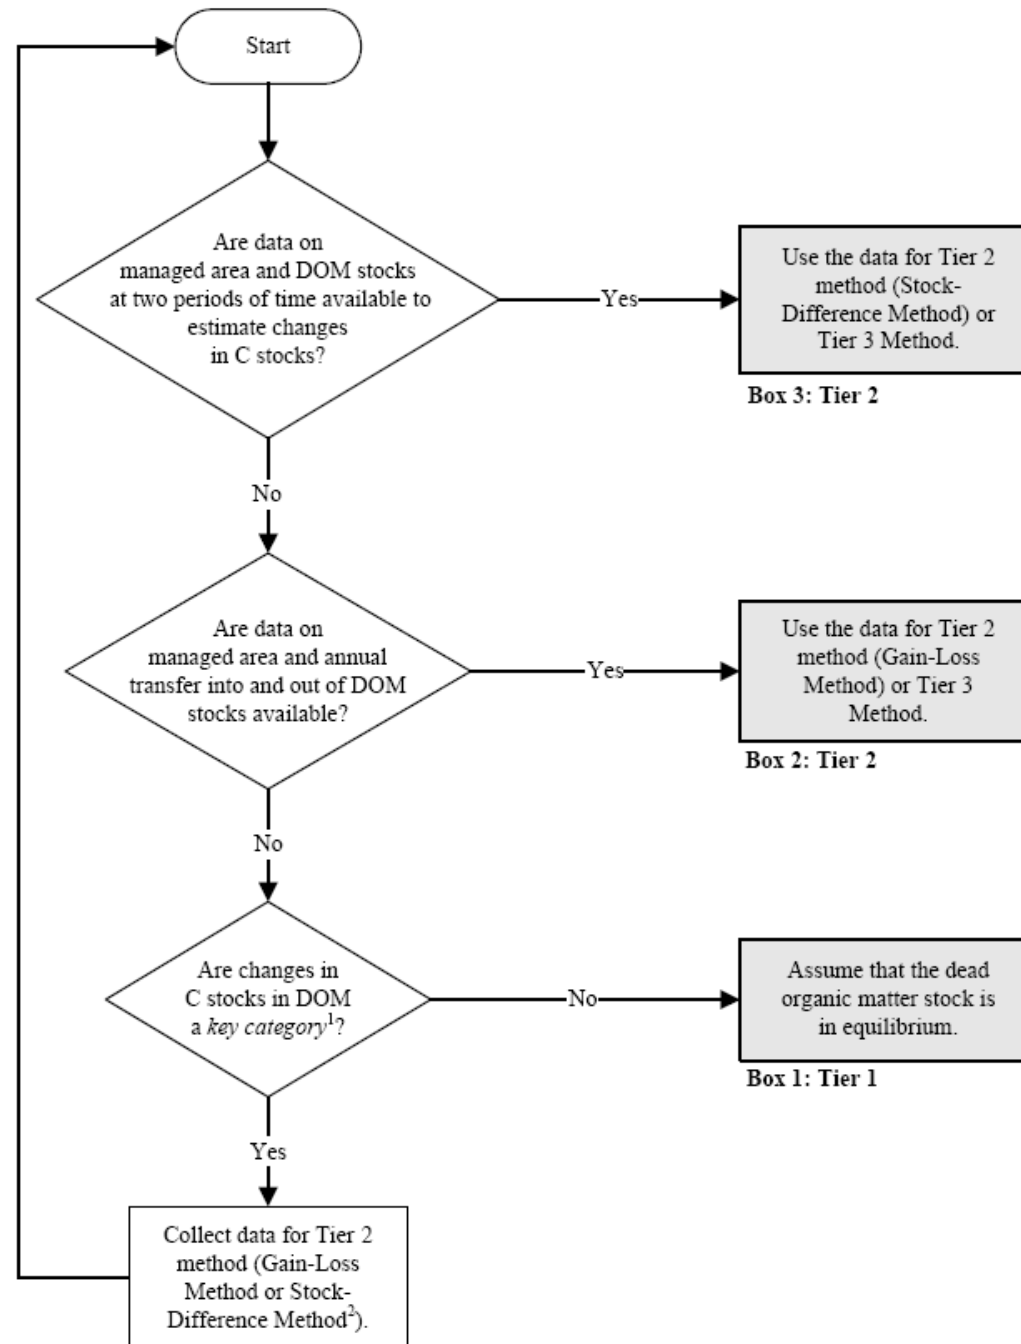 Start
Are data on
managed area and DOM stocks
at two periods of time available to
estimate changes
in C stocks?
Yes
Use the data for Tier 2
method (Stock-
Difference Method) or
Tier 3 Method.
Box 3: Tier 2
No
Are data on
managed area and annual
transfer into and out of DOM
stocks available?
Yes
Use the data for Tier 2
method (Gain-Loss
Method) or Tier 3
Method.
Box 2: Tier 2
No
Are changes in
C stocks in DOM
a key category¹?
No
Assume that the dead
organic matter stock is
in equilibrium.
Box 1: Tier 1
Yes
Collect data for Tier 2
method (Gain-Loss
Method or Stock-
Difference Method²).